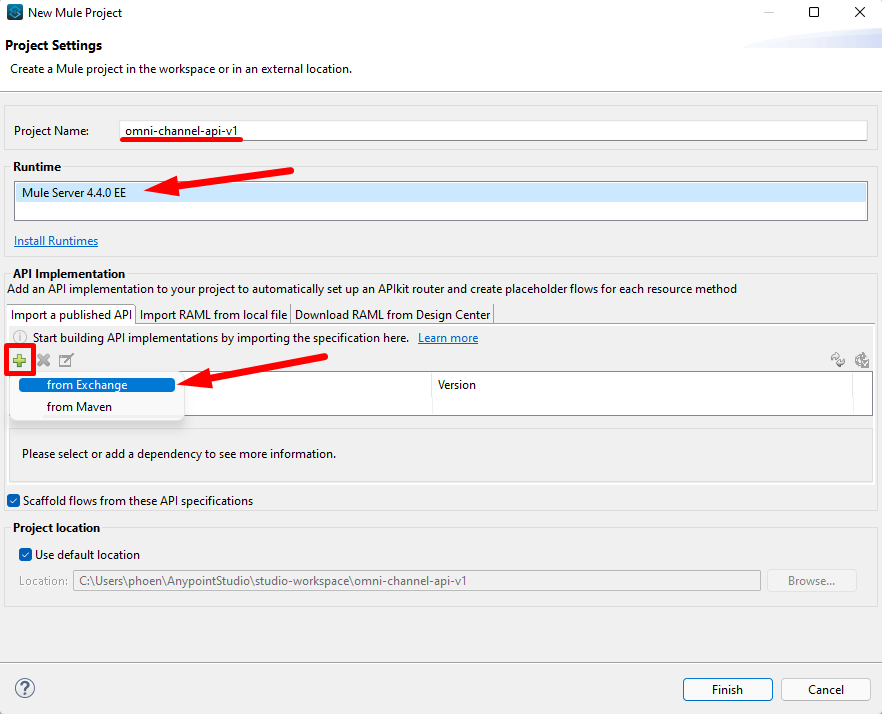 New Mule Project
Project Settings
Create a Mule project in the workspace or in an external location.
Project Name: omni-channel-api-v1
Runtime
Mule Server 4.4.0 EE
Install Runtimes
API Implementation
Add an API implementation to your project to automatically set up an APIkit router and create placeholder flows for each resource method
Import a published API Import RAML from local file Download RAML from Design Center
Start building API implementations by importing the specification here. Learn more
from Exchange Version
from Maven
Please select or add a dependency to see more information.
Scaffold flows from these API specifications
Project location
Use default location
Location: C:\Users\phoen\AnypointStudio\studio-workspace\omni-channel-api-v1 Browse...
? Finish Cancel